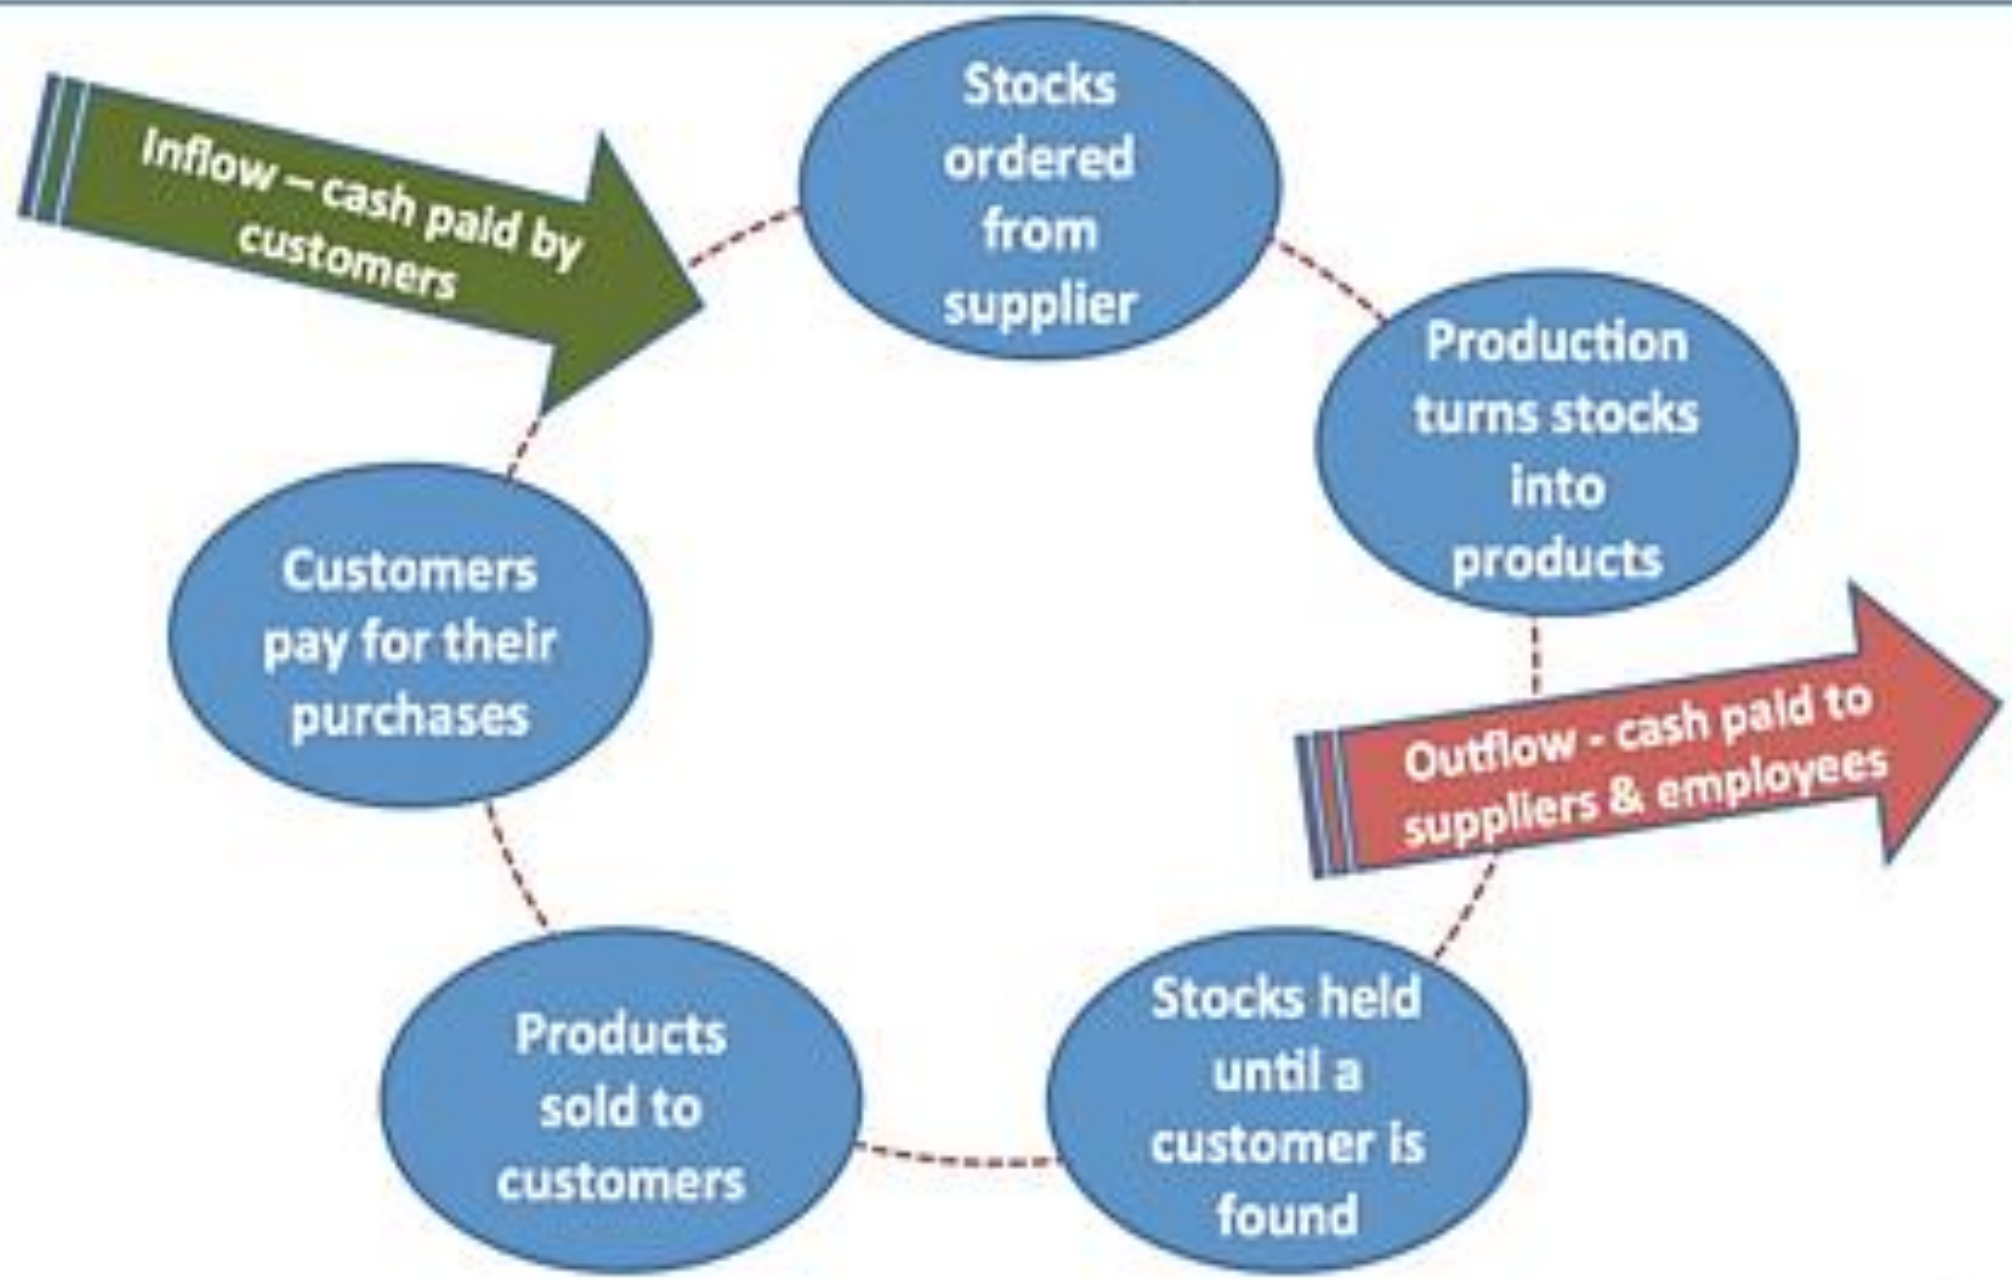 Inflow – cash paid by
customers
Stocks
ordered
from
supplier
Production
turns stocks
into
products
Outflow - cash paid to
suppliers & employees
Stocks held
until a
customer is
found
Products
sold to
customers
Customers
pay for their
purchases